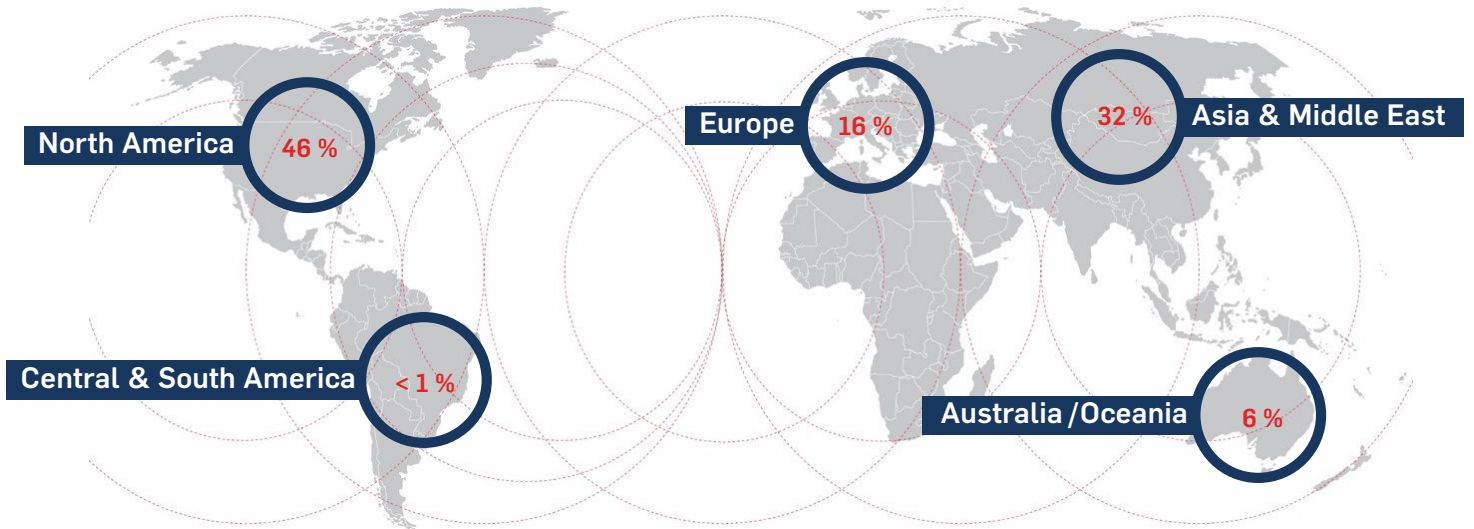 North America
46 %
Europe
16 %
32 %
Asia & Middle East
Central & South America
< 1 %
Australia/Oceania
6 %